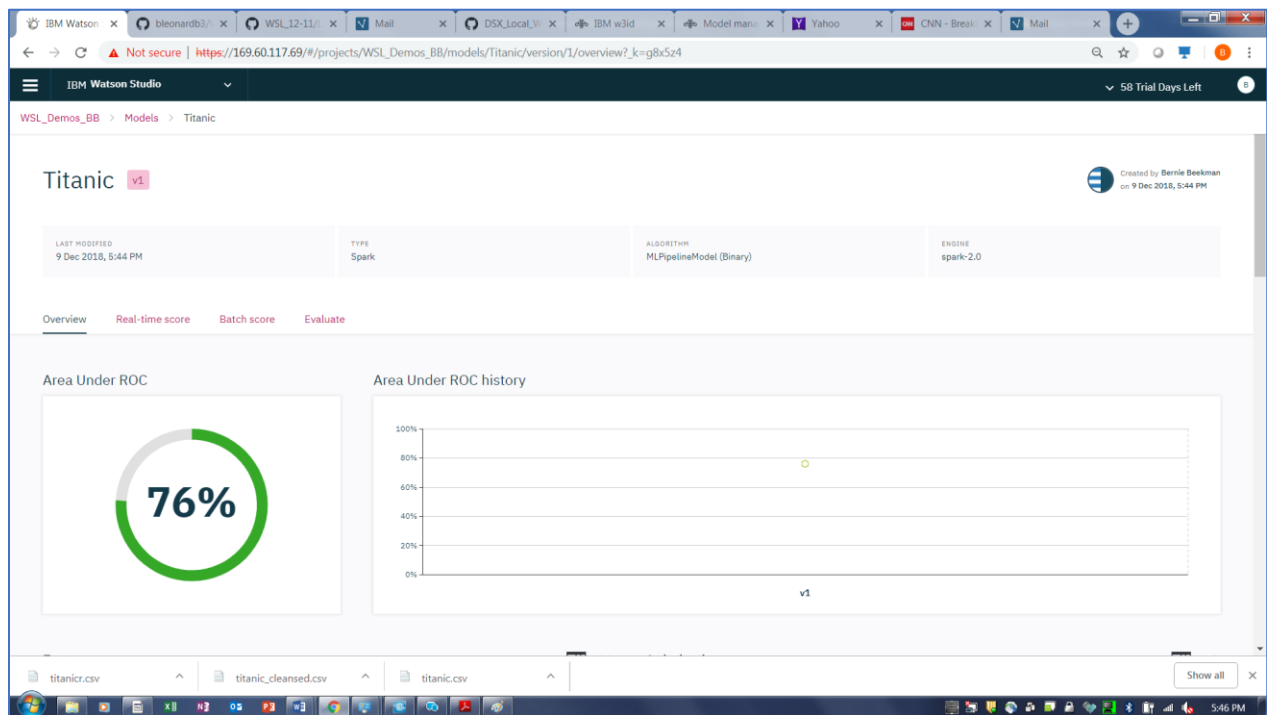 IBM Watson
bleonardb3/
WSL_12-11/
Mail
DSX_Local_W
IBM w3id
Model mana
Yahoo
CNN - Break
Mail
Not secure | https://169.60.117.69/#/projects/WSL_Demos_BB/models/Titanic/version/1/overview?_k=g8x5z4
B
IBM Watson Studio
58 Trial Days Left
B
WSL_Demos_BB > Models > Titanic
Titanic v1
Created by Bernie Beekman
on 9 Dec 2018, 5:44 PM
LAST MODIFIED
9 Dec 2018, 5:44 PM
TYPE
Spark
ALGORITHM
MLPipelineModel (Binary)
ENGINE
spark-2.0
Overview Real-time score Batch score Evaluate
Area Under ROC
76%
Area Under ROC history
100%
80%
60%
40%
20%
0%
v1
titanicr.csv
titanic_cleansed.csv
titanic.csv
Show all
5:46 PM